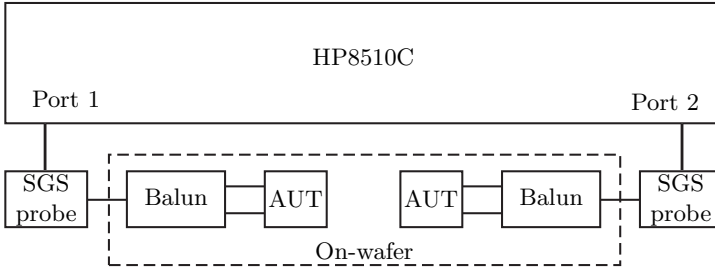 HP8510C
Port 1
Port 2
SGS
probe
Balun
AUT
AUT
Balun
SGS
probe
On-wafer